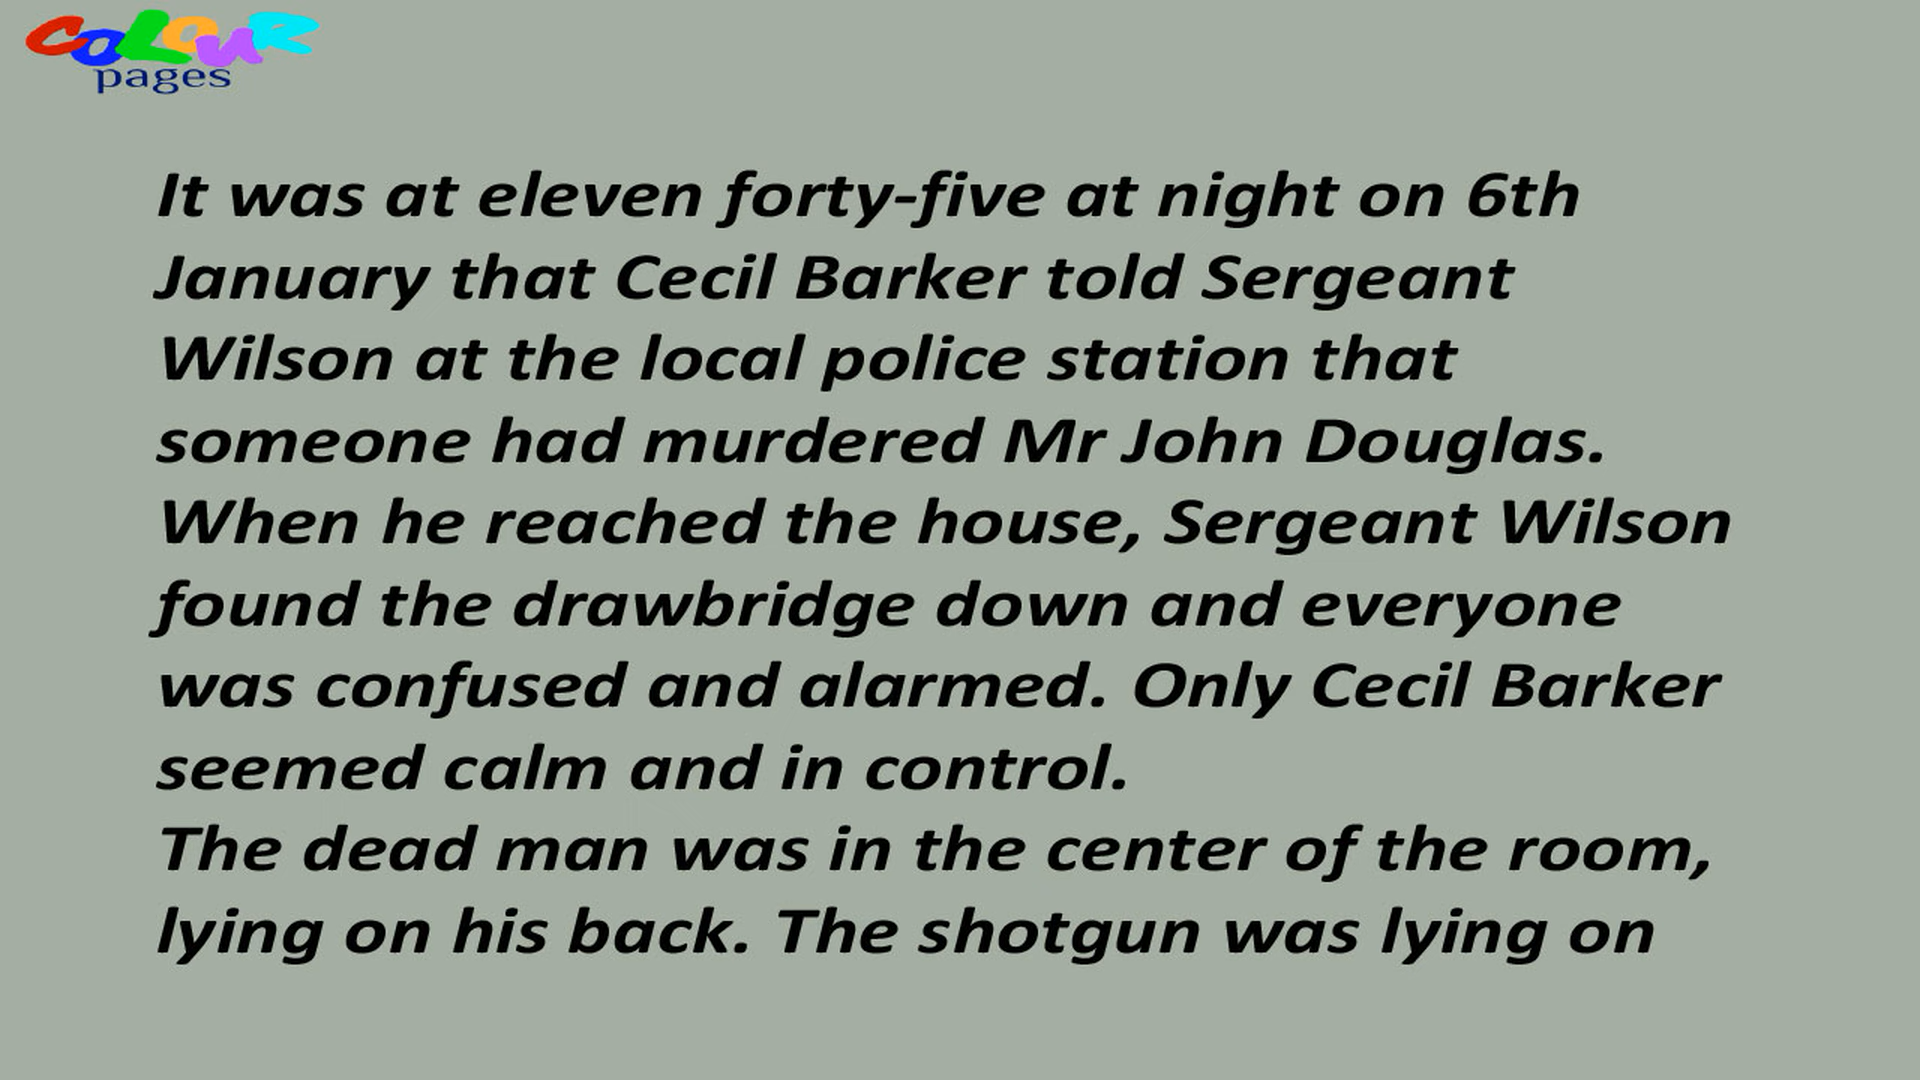 COLOUR
pages
It was at eleven forty-five at night on 6th
January that Cecil Barker told Sergeant
Wilson at the local police station that
someone had murdered Mr John Douglas.
When he reached the house, Sergeant Wilson
found the drawbridge down and everyone
was confused and alarmed. Only Cecil Barker
seemed calm and in control.
The dead man was in the center of the room,
lying on his back. The shotgun was lying on